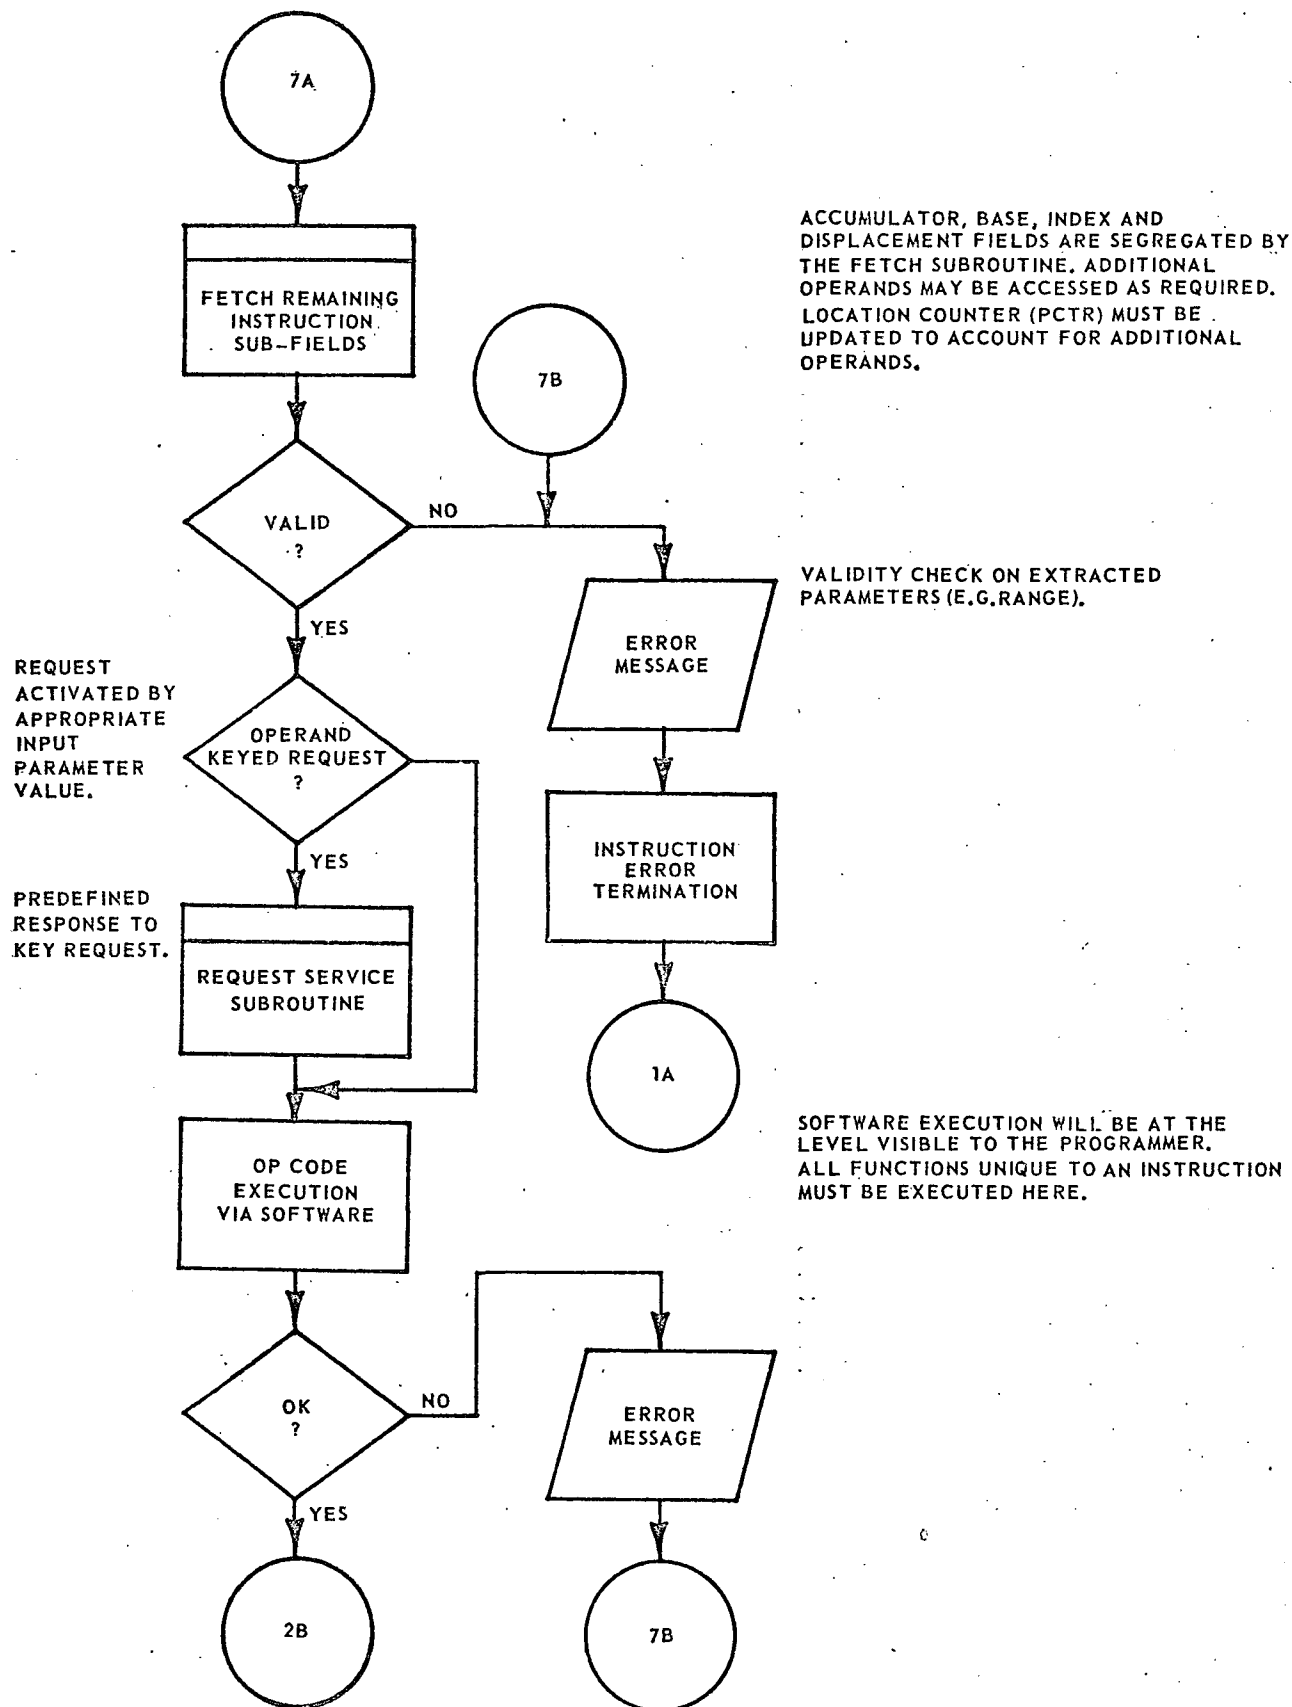 7A
FETCH REMAINING
INSTRUCTION
SUB-FIELDS
ACCUMULATOR, BASE, INDEX AND
DISPLACEMENT FIELDS ARE SEGREGATED BY
THE FETCH SUBROUTINE. ADDITIONAL
OPERANDS MAY BE ACCESSED AS REQUIRED.
LOCATION COUNTER (PCTR) MUST BE
UPDATED TO ACCOUNT FOR ADDITIONAL
OPERANDS.
7B
VALID
?
NO
YES
ERROR
MESSAGE
VALIDITY CHECK ON EXTRACTED
PARAMETERS (E.G.RANGE).
REQUEST
ACTIVATED BY
APPROPRIATE
INPUT
PARAMETER
VALUE.
OPERAND
KEYED REQUEST
?
YES
INSTRUCTION
ERROR
TERMINATION
PREDEFINED
RESPONSE TO
KEY REQUEST.
REQUEST SERVICE
SUBROUTINE
1A
OP CODE
EXECUTION
VIA SOFTWARE
SOFTWARE EXECUTION WILL BE AT THE
LEVEL VISIBLE TO THE PROGRAMMER.
ALL FUNCTIONS UNIQUE TO AN INSTRUCTION
MUST BE EXECUTED HERE.
OK
?
NO
YES
ERROR
MESSAGE
2B
7B